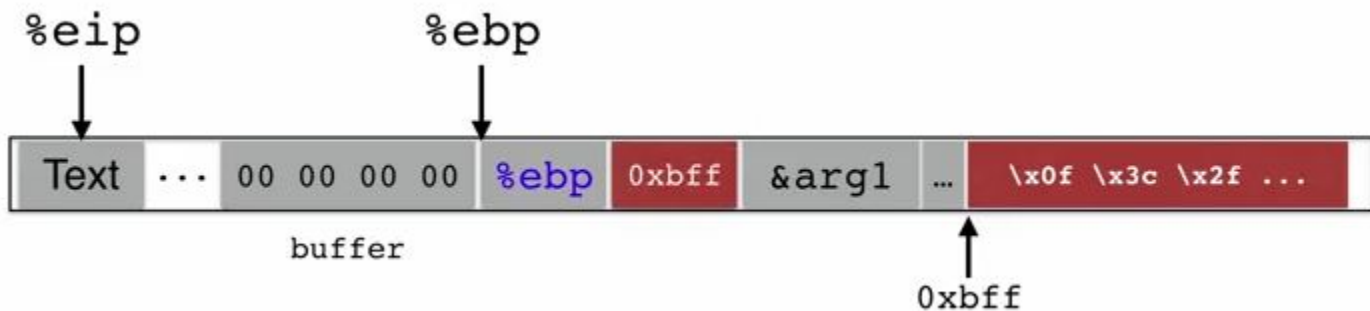 %eip %ebp
Text ... 00 00 00 00 %ebp 0xbff &arg1 ... \x0f \x3c \x2f ...
buffer
0xbff